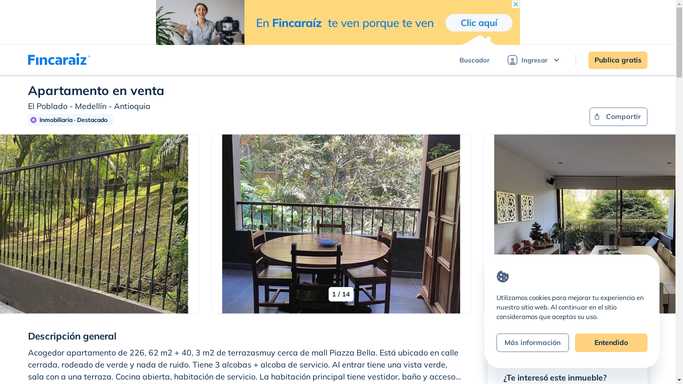 En Fincaraíz te ven porque te ven
Clic aquí
Fincaraiz
Buscador
Ingresar
Publica gratis
Apartamento en venta
El Poblado - Medellín - Antioquia
Inmobiliaria · Destacado
Compartir
1 / 14
Utilizamos cookies para mejorar tu experiencia en
nuestro sitio web. Al continuar en el sitio
consideramos que aceptas su uso.
Más información
Entendido
Descripción general
Acogedor apartamento de 226, 62 m2 + 40, 3 m2 de terrazasmuy cerca de mall Piazza Bella. Está ubicado en calle
cerrada, rodeado de verde y nada de ruido. Tiene 3 alcobas + alcoba de servicio. Al entrar tiene una vista verde,
sala con a una terraza. Cocina abierta, habitación de servicio. La habitación principal tiene vestidor, baño y acceso...
¿Te interesó este inmueble?